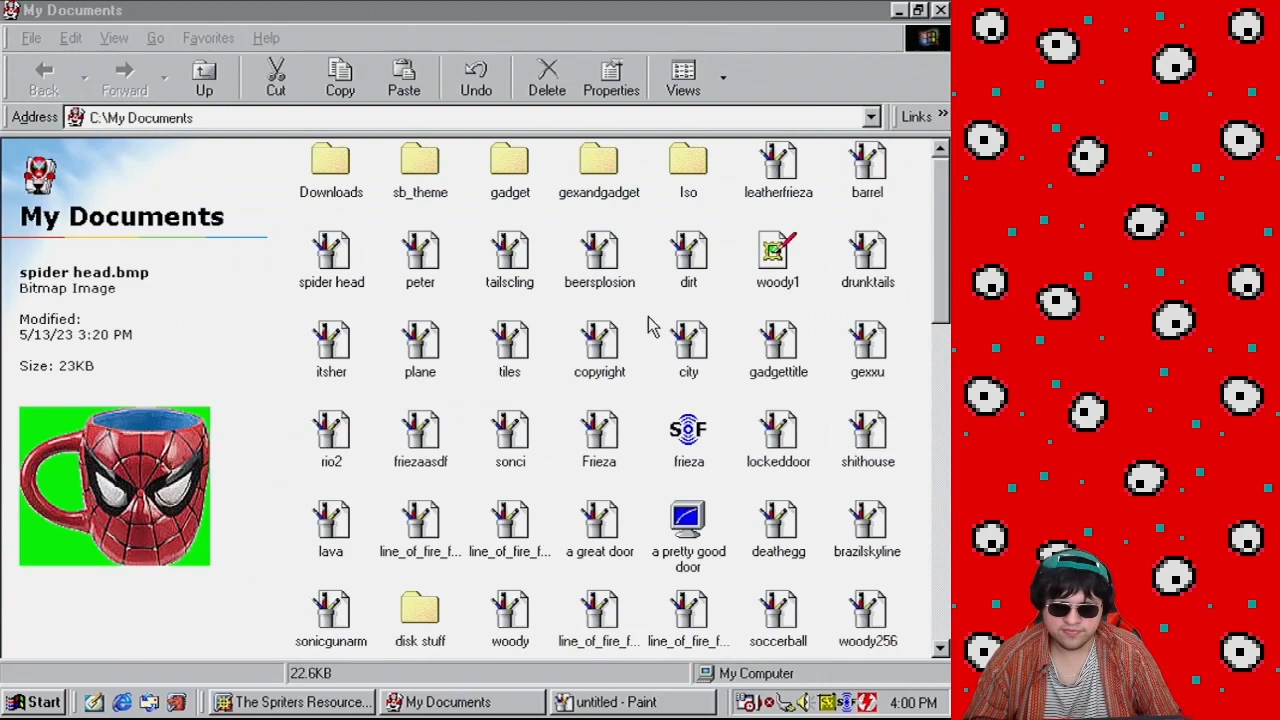 My Documents
File Edit View Go Favorites Help
Back Forward Up Cut Copy Paste Undo Delete Properties Views
Address C:\My Documents Links »
My Documents
spider head.bmp
Bitmap Image
Modified:
5/13/23 3:20 PM
Size: 23KB
Downloads sb_theme gadget gexandgadget Iso leatherfrieza barrel
spider head peter tailscling beersplosion dirt woody1 drunktails
itsher plane tiles copyright city gadgettitle gexxu
rio2 friezaasdf sonci Frieza SOF frieza lockeddoor shithouse
lava line_of_fire_f... line_of_fire_f... a great door a pretty good door deathegg brazilskyline
sonicgunarm disk stuff woody line_of_fire_f... line_of_fire_f... soccerball woody256
22.6KB My Computer
Start The Spriters Resource... My Documents untitled - Paint 4:00 PM